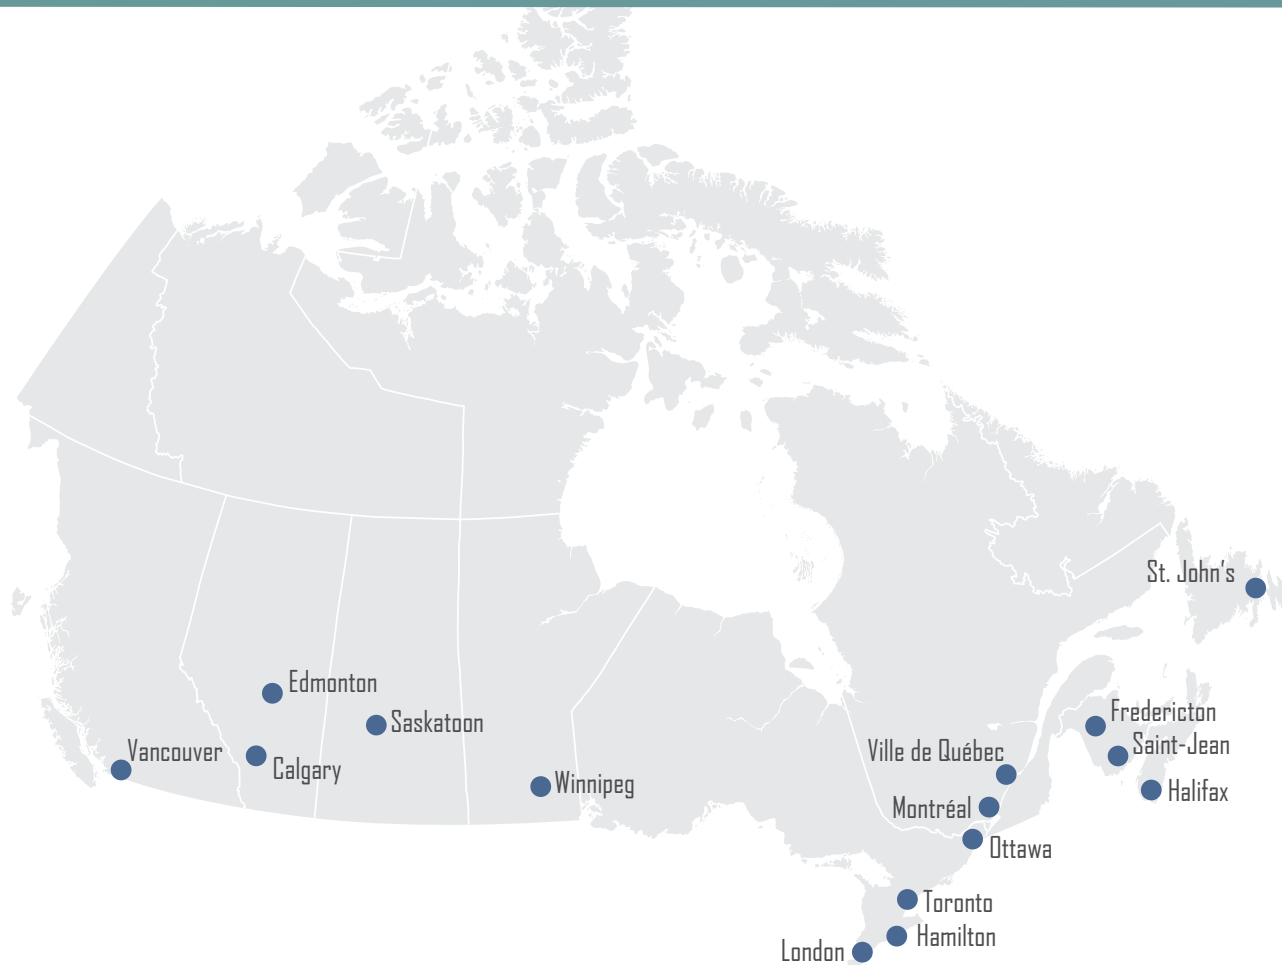 St. John's
Edmonton
Saskatoon
Fredericton
Saint-Jean
Vancouver
Calgary
Ville de Québec
Winnipeg
Halifax
Montréal
Ottawa
Toronto
Hamilton
London